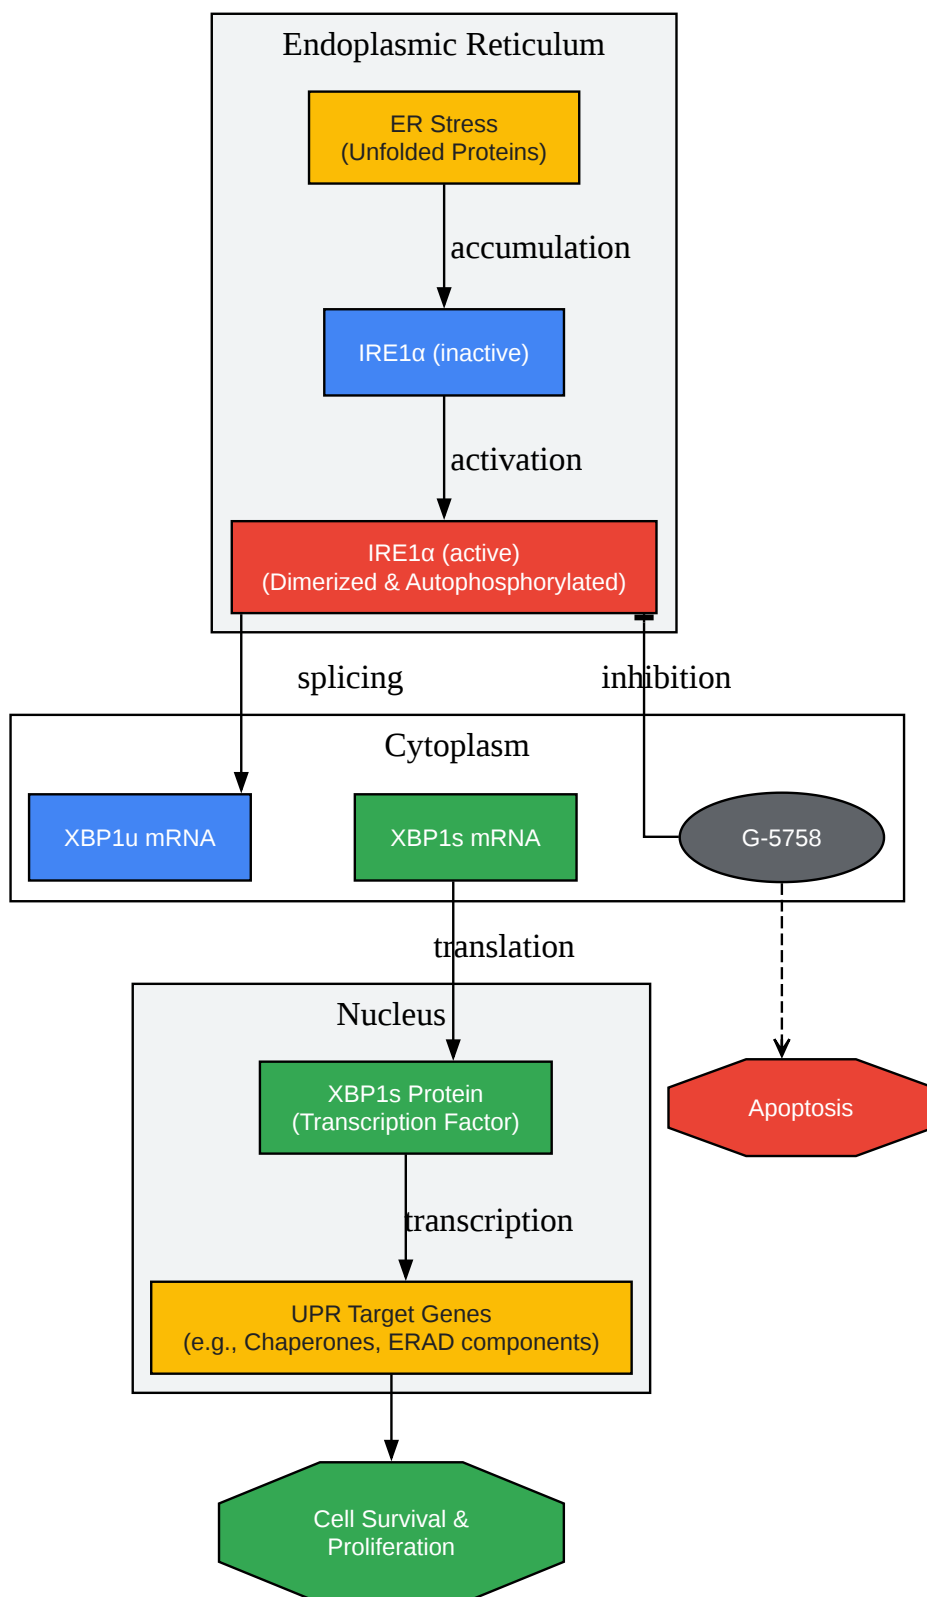 Endoplasmic Reticulum
ER Stress
(Unfolded Proteins)
accumulation
IRE1α (inactive)
activation
IRE1α (active)
(Dimerized & Autophosphorylated)
splicing
inhibition
Cytoplasm
XBP1u mRNA
XBP1s mRNA
G-5758
translation
Nucleus
XBP1s Protein
(Transcription Factor)
Apoptosis
transcription
UPR Target Genes
(e.g., Chaperones, ERAD components)
Cell Survival &
Proliferation